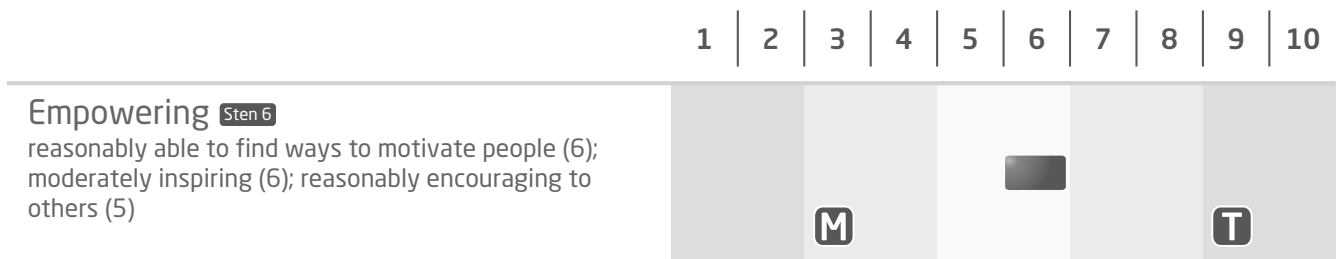 1 2 3 4 5 6 7 8 9 10
Empowering Sten 6
reasonably able to find ways to motivate people (6);
moderately inspiring (6); reasonably encouraging to
others (5)
M T